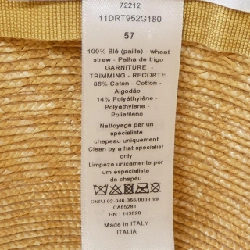 72212
11DR7952G180
57
100% Blé (paille) - wheat
straw - Palha de trigo
GARNITURE -
TRIMMING - RECORTE
86% Coton - Cotton -
Algodão
14% Polyéthylène -
Polyethylene -
Polietileno
Nettoyage par un
spécialiste
chapeau uniquement
Clean by a hat specialist
only
Limpeza unicamente por
um especialista
de chapéu
Made in ITALY
ITALIA